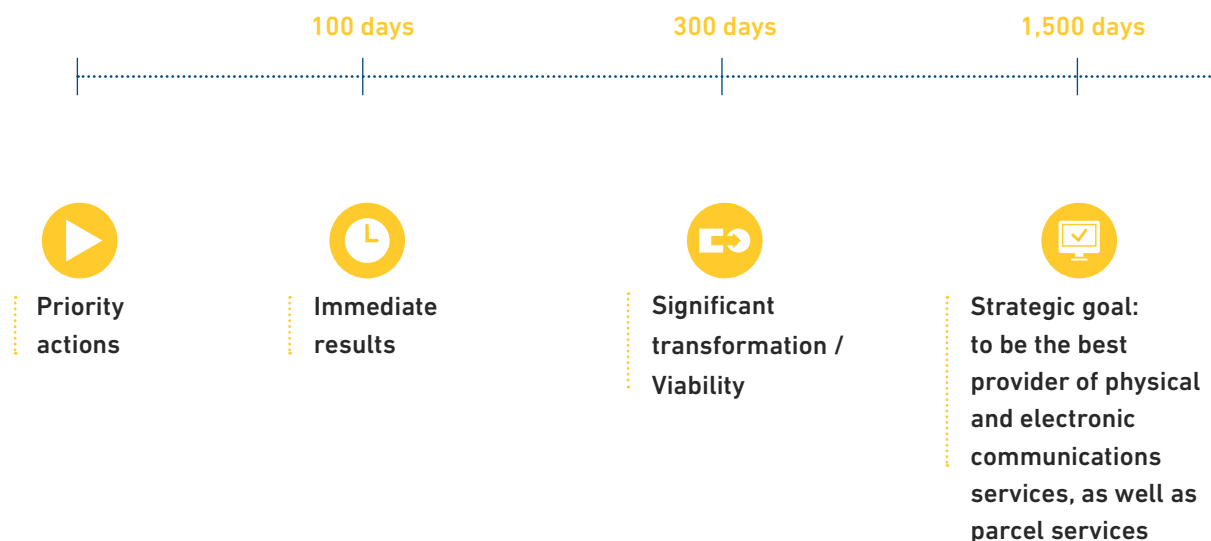 100 days
300 days
1,500 days
Priority
actions
Immediate
results
Significant
transformation /
Viability
Strategic goal:
to be the best
provider of physical
and electronic
communications
services, as well as
parcel services